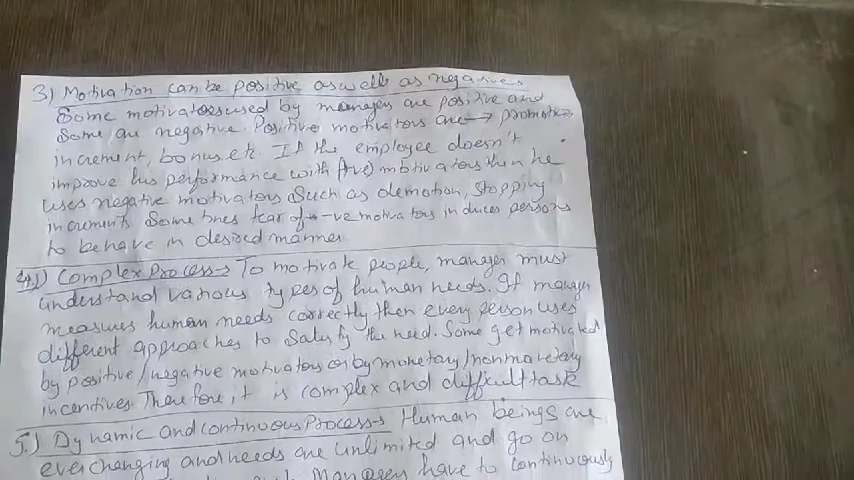 3) Motivation can be positive aswell as negative→
Some motivators used by managers are positive and
Some are negative. Positive motivators are → promotion,
increment, bonus etc. If the employee doesn't
improve his performance with (+ve) motivators then he
uses negative motivators Such as demotion, Stopping
increments. Sometimes fear of -ve motivators induces persons
to behave in desired manner.
4.) Complex Process → To motivate people, manager must
understand various types of human needs. If manager
measures human needs correctly then every person uses
different approaches to satisfy the need. Some get motivated
by positive/negative motivators or by monetary/nonmonetary
incentives. Therefore, it is complex and difficult task
5.) Dynamic and continuous Process → Human beings are
everchanging and needs are unlimited and go on
Managers have to continuously